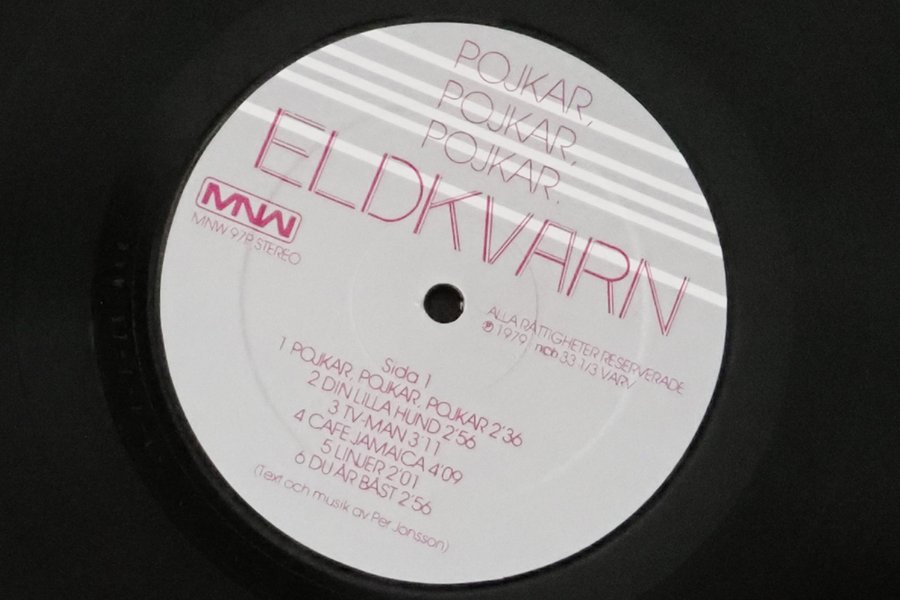 POJKAR,
POJKAR,
POJKAR.
ELDKVARN
MNW
MNW 97P STEREO
ALLA RÄTTIGHETER RESERVERADE
℗ 1979 ncb 33 1/3 VARV
Sida 1
1 POJKAR, POJKAR, POJKAR 2'36
2 DIN LILLA HUND 2'56
3 TV-MAN 3'11
4 CAFE JAMAICA 4'09
5 LINJER 2'01
6 DU ÄR BÄST 2'56
(Text och musik av Per Jonsson)